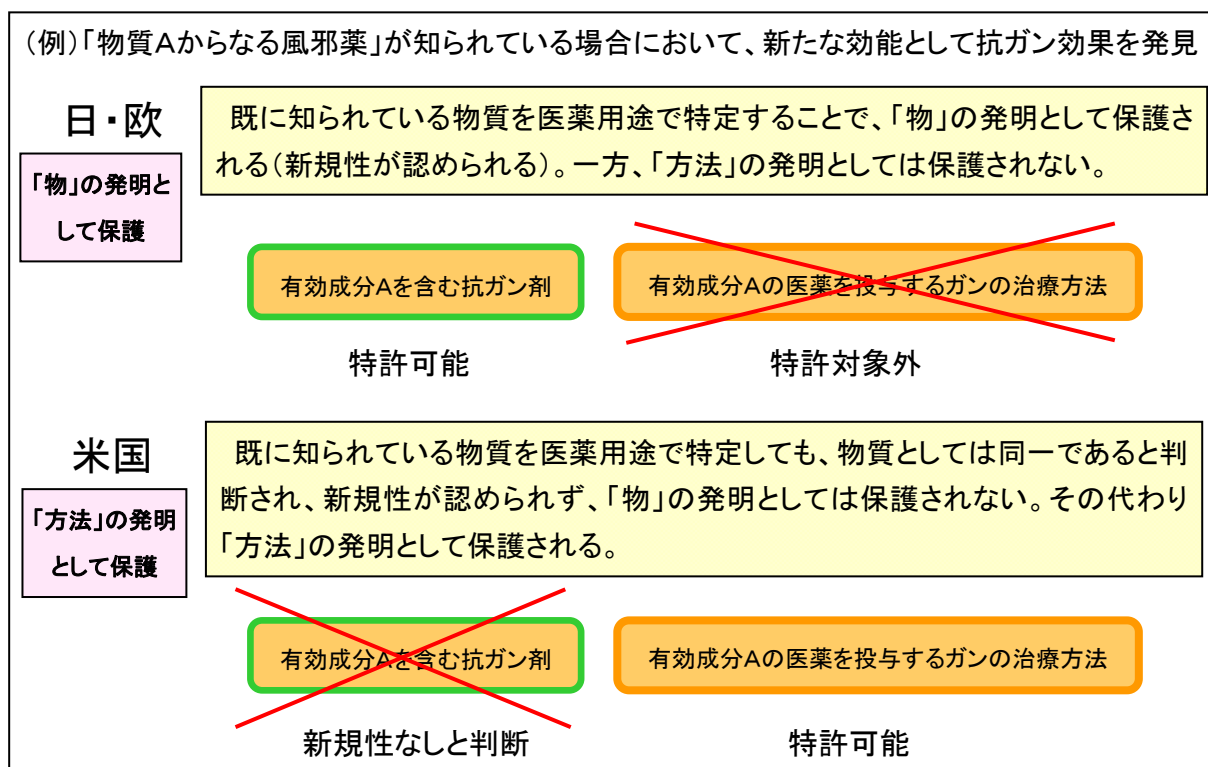 （例）「物質Ａからなる風邪薬」が知られている場合において、新たな効能として抗ガン効果を発見
日・欧
「物」の発明と
して保護
既に知られている物質を医薬用途で特定することで、「物」の発明として保護さ
れる（新規性が認められる）。一方、「方法」の発明としては保護されない。
有効成分Ａを含む抗ガン剤
有効成分Ａの医薬を投与するガンの治療方法
特許可能
特許対象外
米国
「方法」の発明
として保護
既に知られている物質を医薬用途で特定しても、物質としては同一であると判
断され、新規性が認められず、「物」の発明としては保護されない。その代わり
「方法」の発明として保護される。
有効成分Ａを含む抗ガン剤
有効成分Ａの医薬を投与するガンの治療方法
新規性なしと判断
特許可能